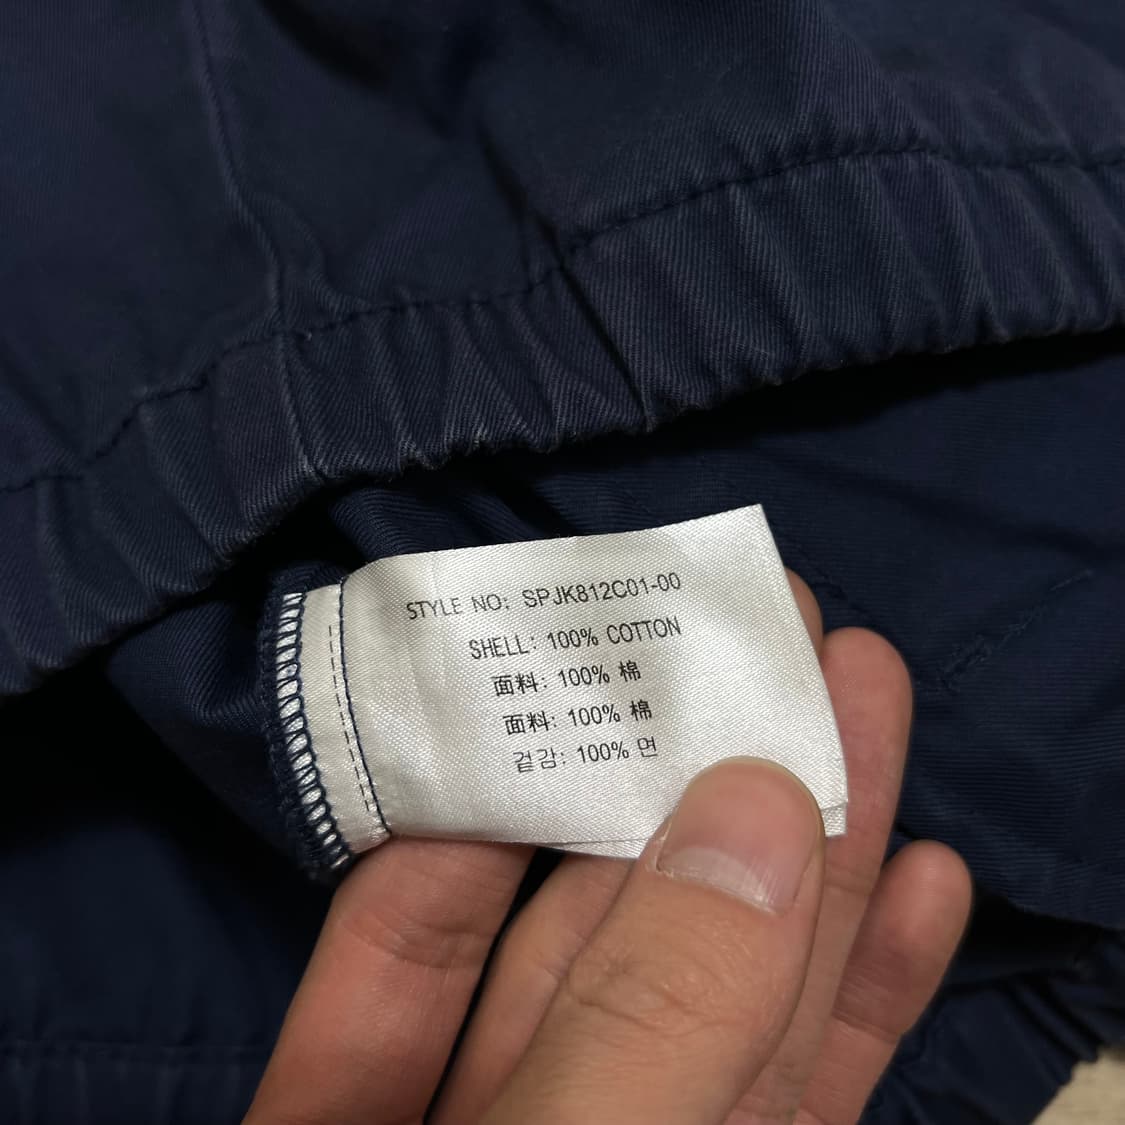 STYLE NO: SPJK812C01-00
SHELL: 100% COTTON
面料: 100% 棉
面料: 100% 棉
겉감: 100% 면